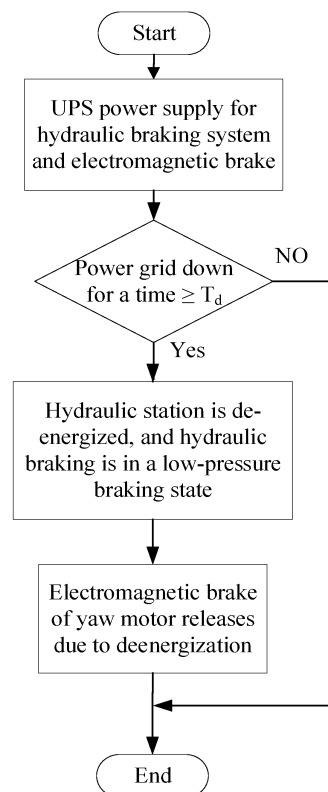 Start
UPS power supply for
hydraulic braking system
and electromagnetic brake
Power grid down
for a time ≥ Td
NO
Yes
Hydraulic station is de-
energized, and hydraulic
braking is in a low-pressure
braking state
Electromagnetic brake
of yaw motor releases
due to deenergization
End